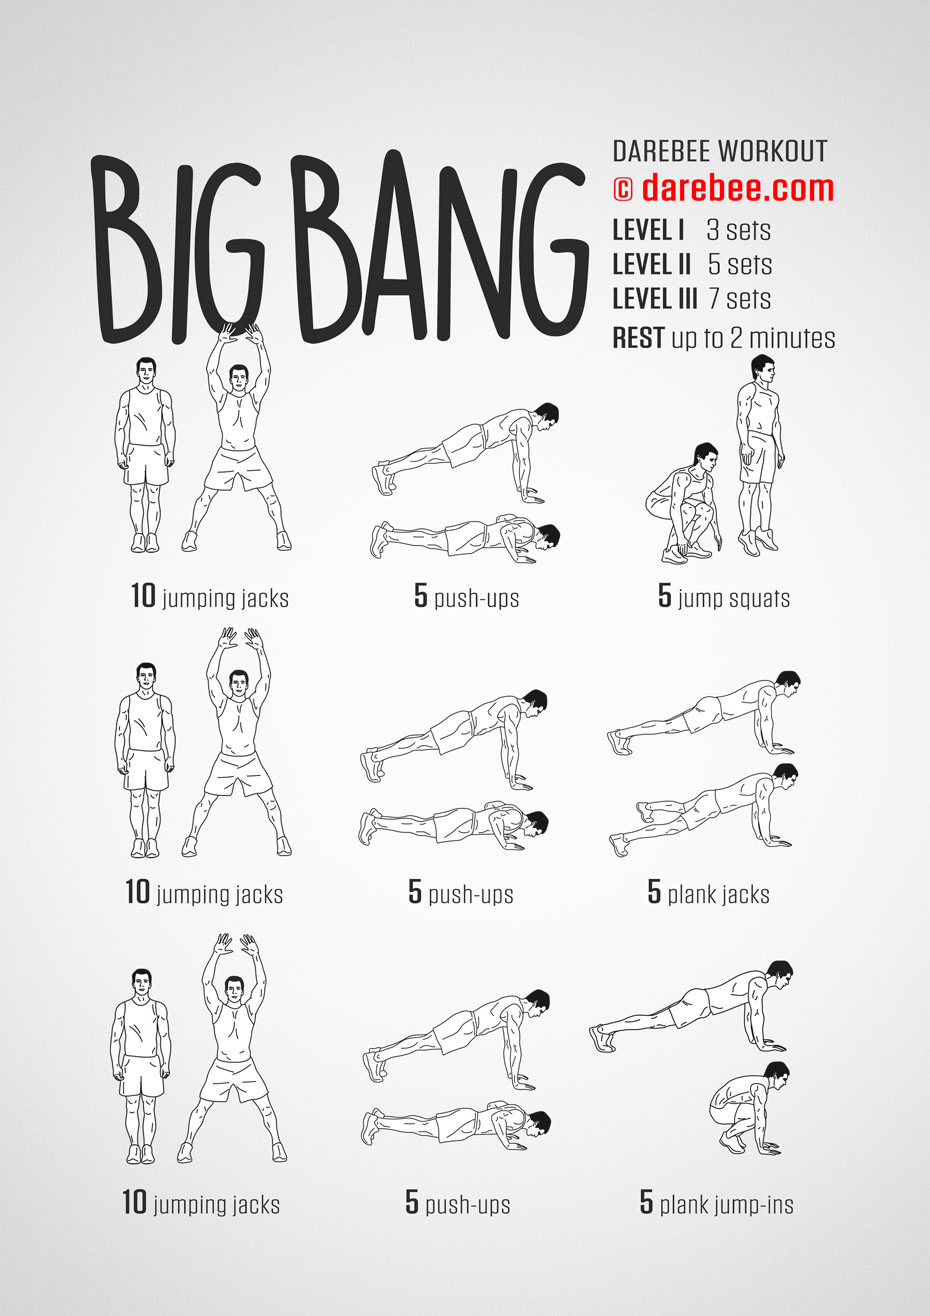 BIG BANG
DAREBEE WORKOUT
© darebee.com
LEVEL I 3 sets
LEVEL II 5 sets
LEVEL III 7 sets
REST up to 2 minutes
10 jumping jacks
5 push-ups
5 jump squats
10 jumping jacks
5 push-ups
5 plank jacks
10 jumping jacks
5 push-ups
5 plank jump-ins